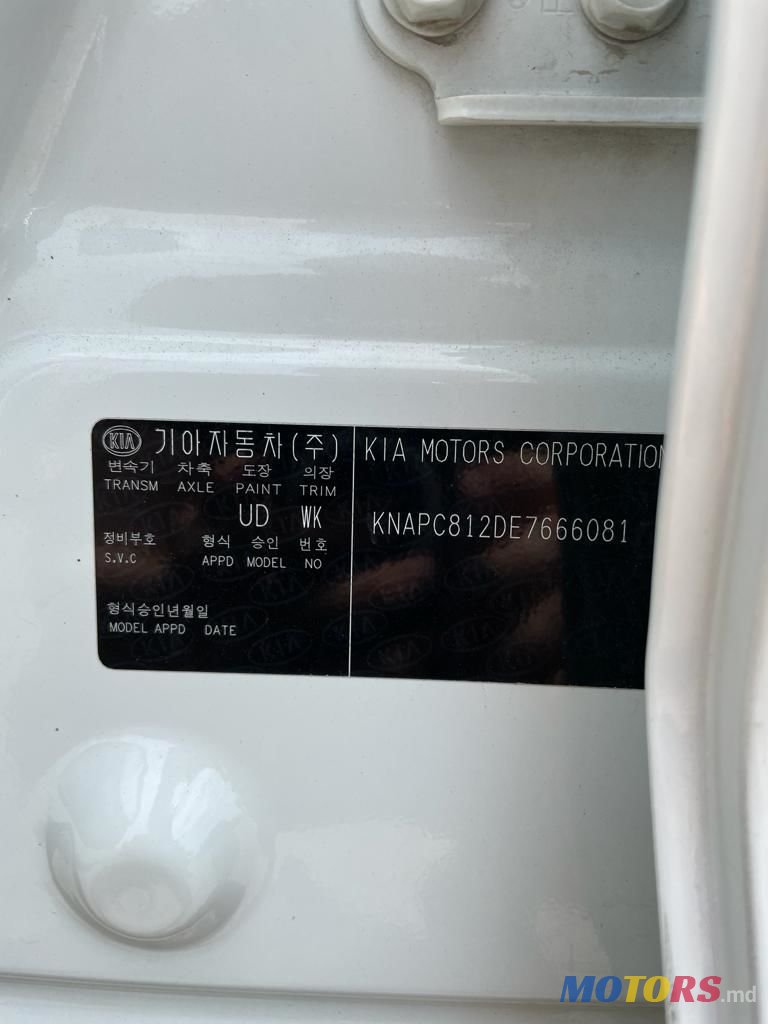 KIA 기아자동차(주)
변속기 차축 도장 의장
TRANSM AXLE PAINT TRIM
UD WK
정비부호 형식 승인 번호
S.V.C APPD MODEL NO
형식승인년월일
MODEL APPD DATE
KIA MOTORS CORPORATION
KNAPC812DE7666081
MOTORS.md